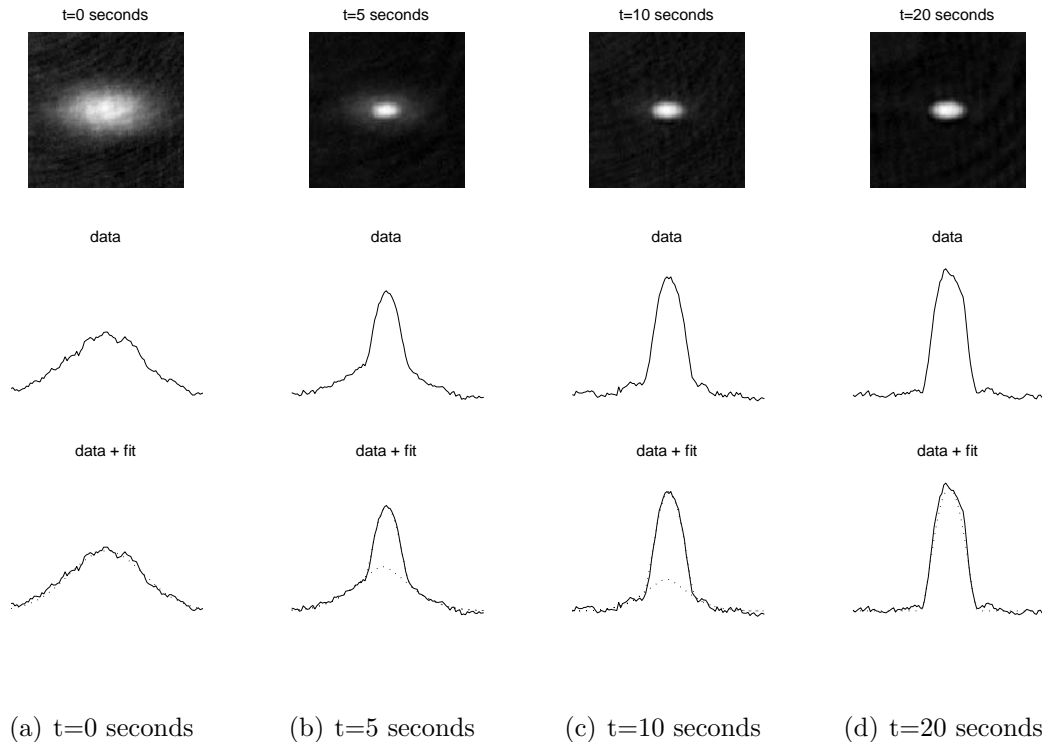 t=0 seconds
t=5 seconds
t=10 seconds
t=20 seconds
data
data
data
data
data + fit
data + fit
data + fit
data + fit
(a) t=0 seconds
(b) t=5 seconds
(c) t=10 seconds
(d) t=20 seconds